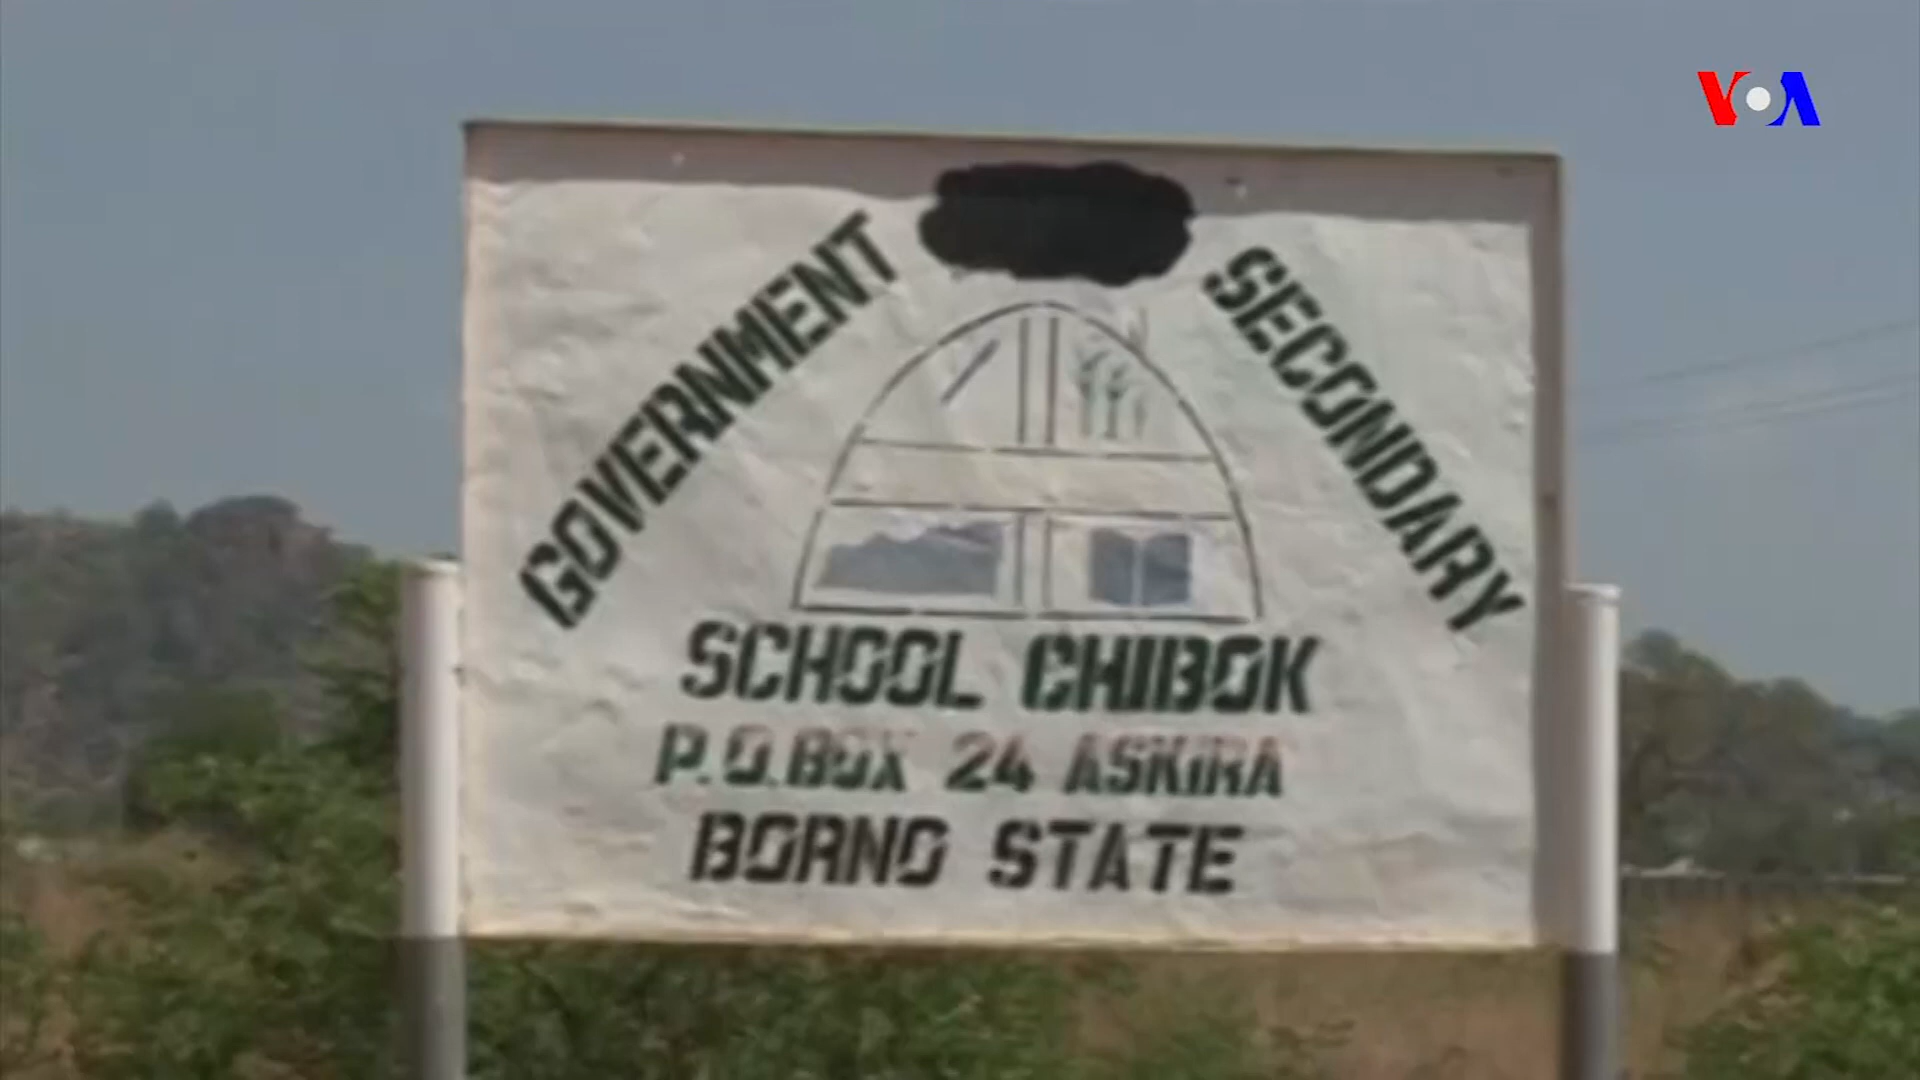 VOA
GOVERNMENT
SECONDARY
SCHOOL CHIBOK
P.O.BOX 24 ASKIRA
BORNO STATE